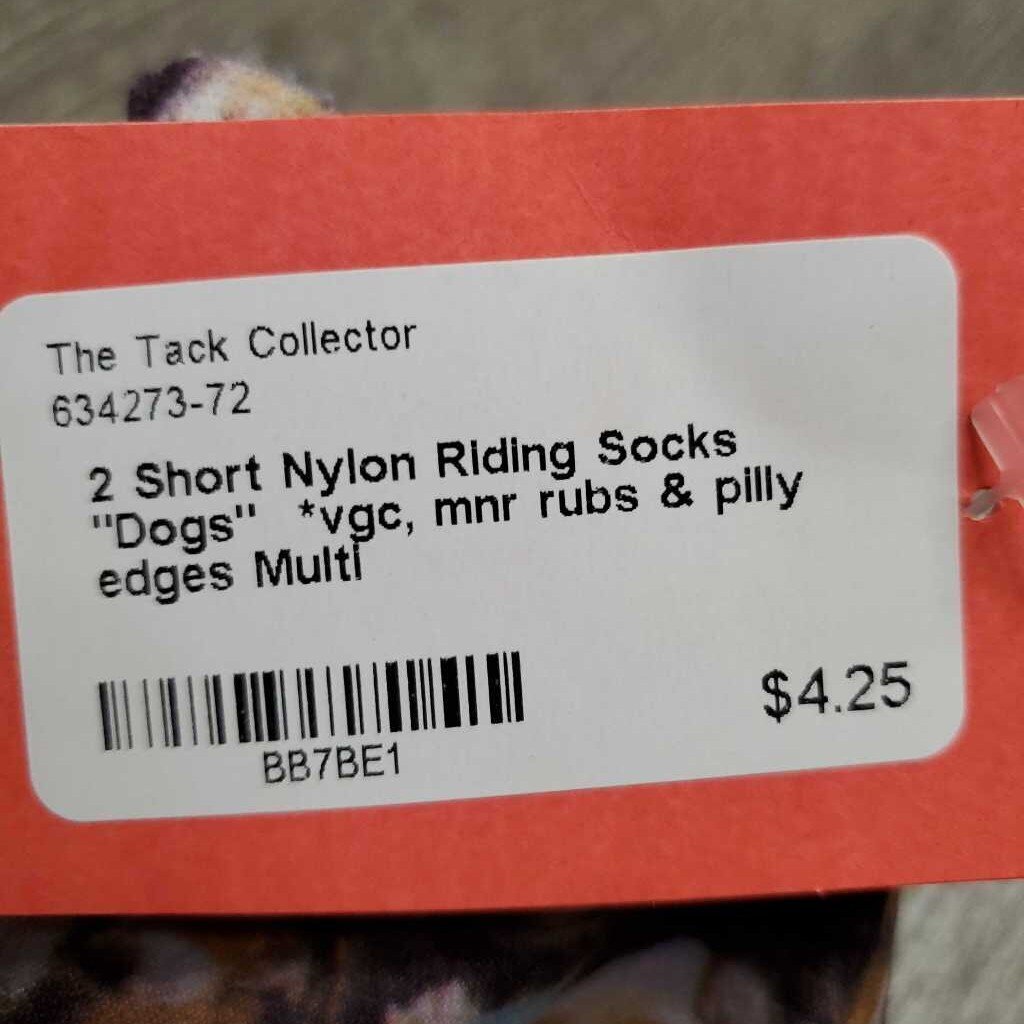 The Tack Collector
634273-72
2 Short Nylon Riding Socks
"Dogs" *vgc, mnr rubs & pilly
edges Multi
$4.25
BB7BE1